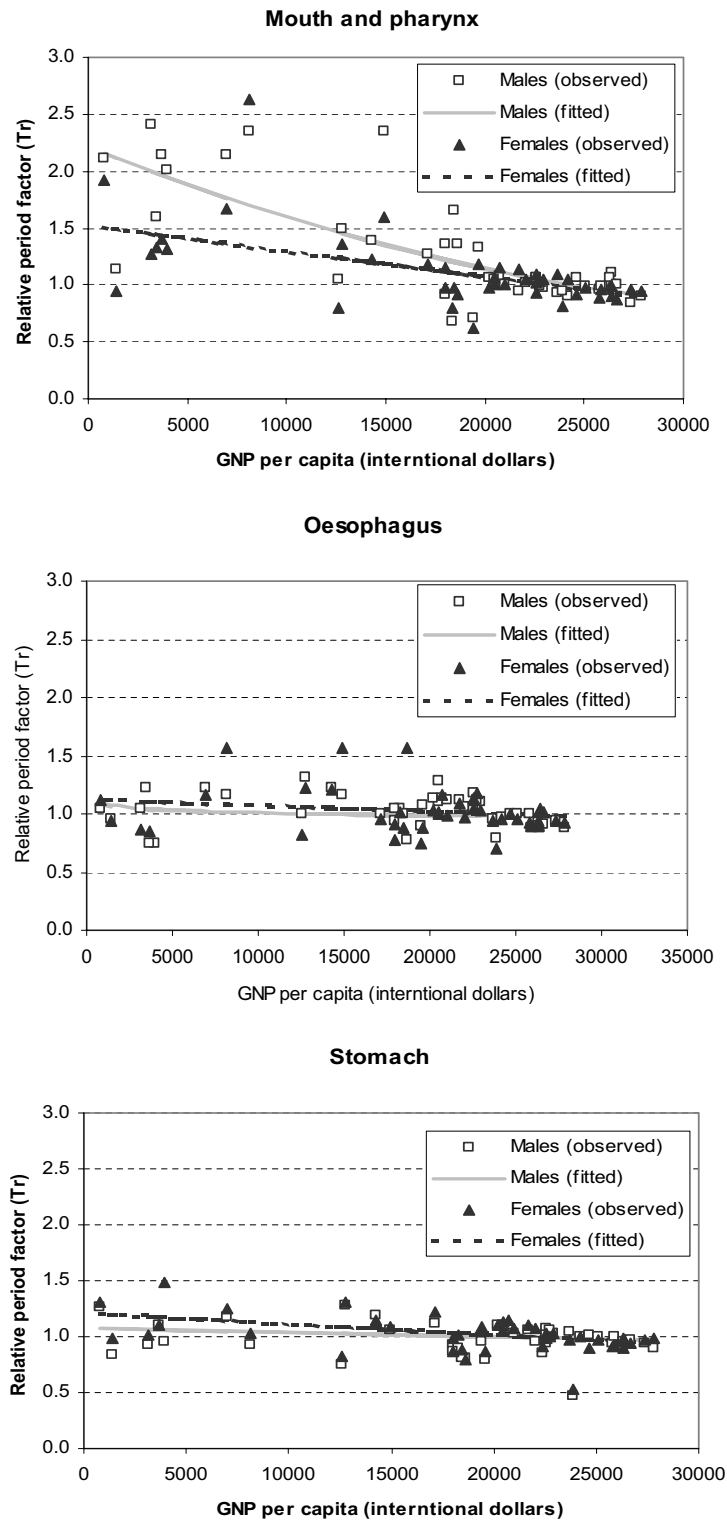 Mouth and pharynx
3.0
2.5
2.0
1.5
1.0
0.5
0.0
Relative period factor (Tr)
Males (observed)
Males (fitted)
Females (observed)
Females (fitted)
0 5000 10000 15000 20000 25000 30000
GNP per capita (interntional dollars)
Oesophagus
3.0
2.5
2.0
1.5
1.0
0.5
0.0
Relative period factor (Tr)
Males (observed)
Males (fitted)
Females (observed)
Females (fitted)
0 5000 10000 15000 20000 25000 30000 35000
GNP per capita (interntional dollars)
Stomach
3.0
2.5
2.0
1.5
1.0
0.5
0.0
Relative period factor (Tr)
Males (observed)
Males (fitted)
Females (observed)
Females (fitted)
0 5000 10000 15000 20000 25000 30000
GNP per capita (interntional dollars)